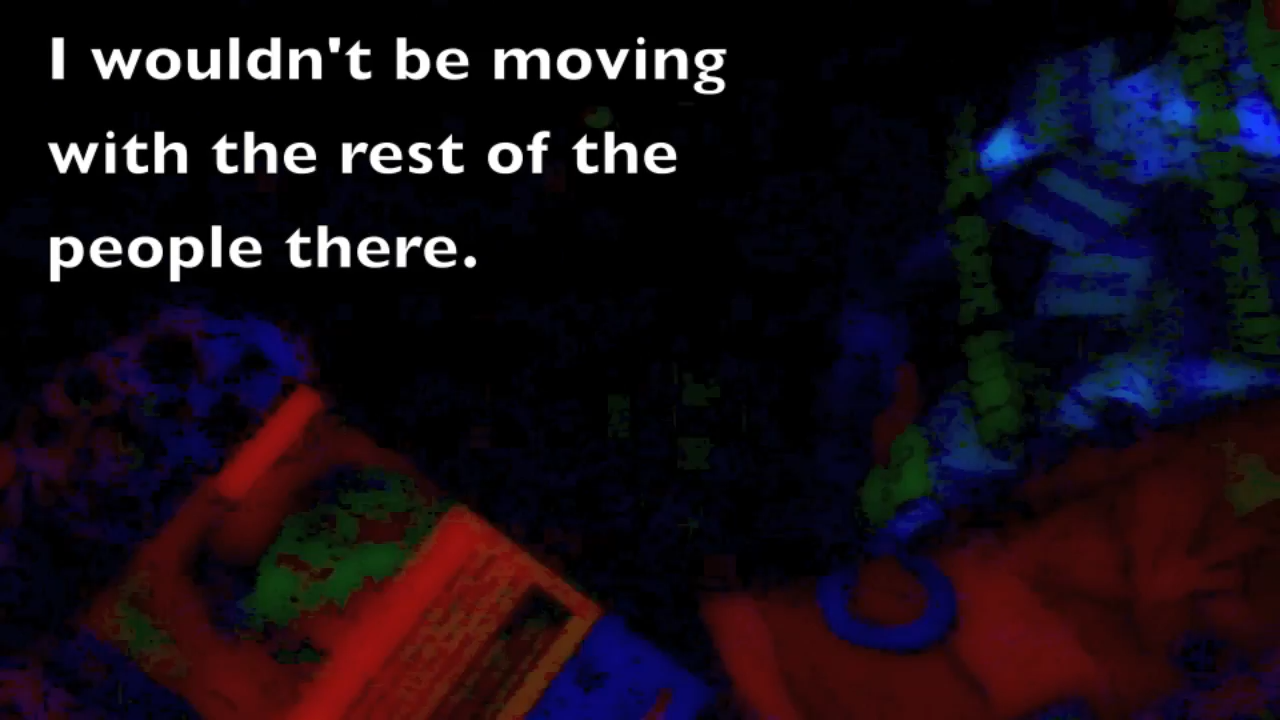 I wouldn't be moving
with the rest of the
people there.